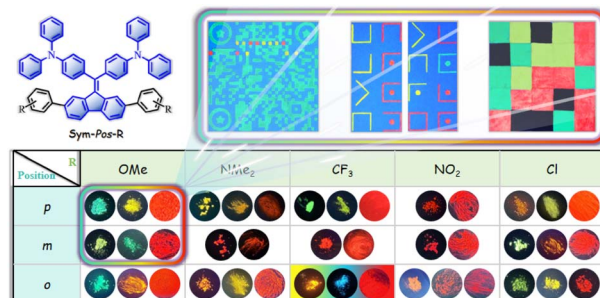 N
N
R
R
Sym-Pos-R
R
Position
OMe
NMe₂
CF₃
NO₂
Cl
p
m
o